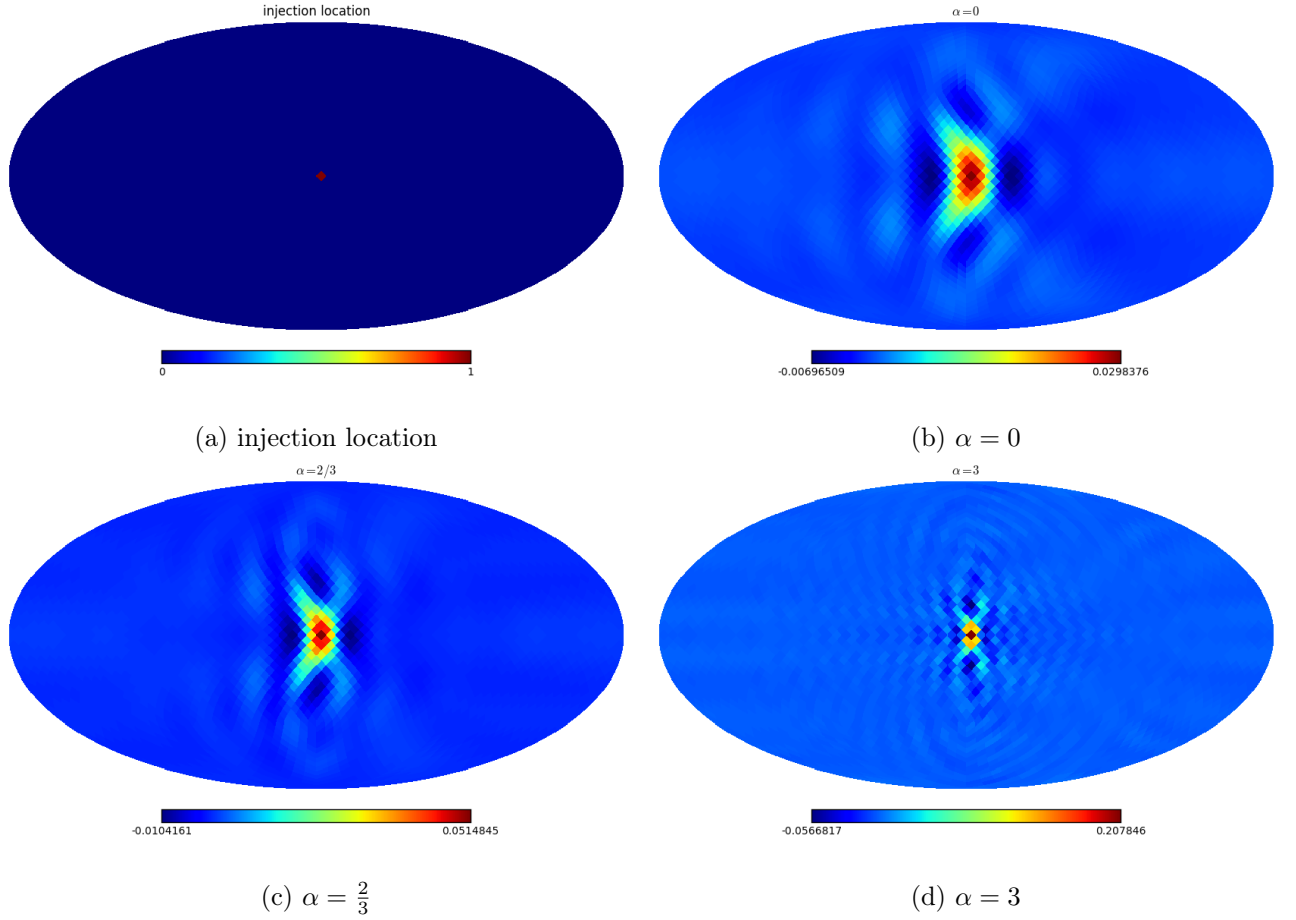 injection location
0 1
(a) injection location
α=0
-0.00696509 0.0298376
(b) α = 0
α=2/3
-0.0104161 0.0514845
(c) α = 2/3
α=3
-0.0566817 0.207846
(d) α = 3